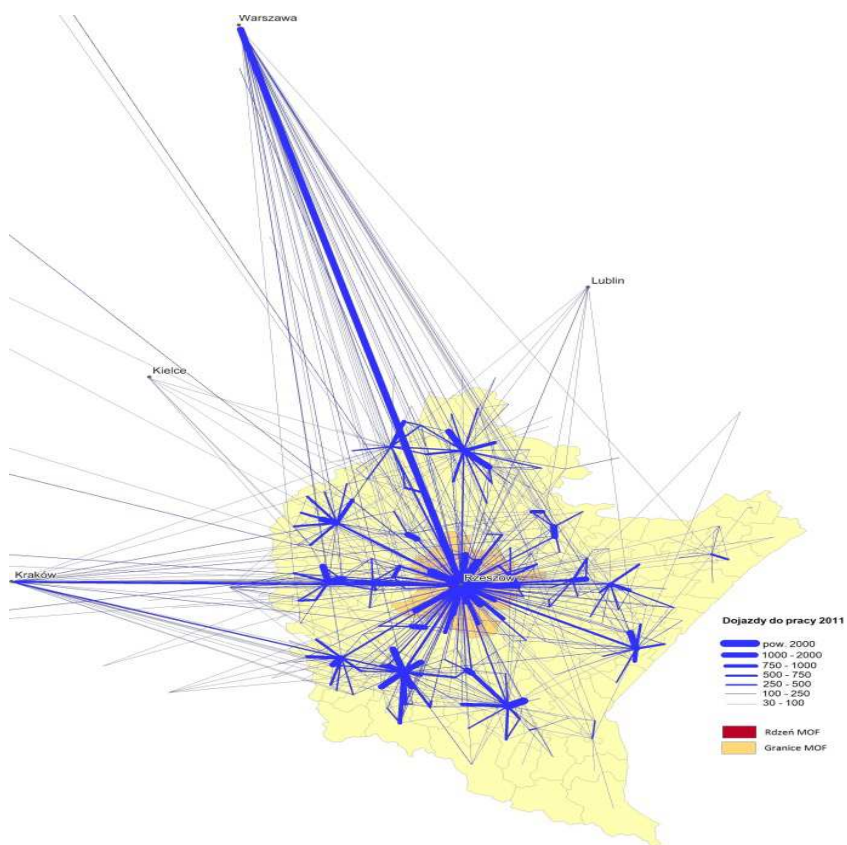 Warszawa
Lublin
Kielce
Kraków
Rzeszów
Dojazdy do pracy 2011
pow. 2000
1000 - 2000
750 - 1000
500 - 750
250 - 500
100 - 250
30 - 100
Rdzeń MOF
Granice MOF